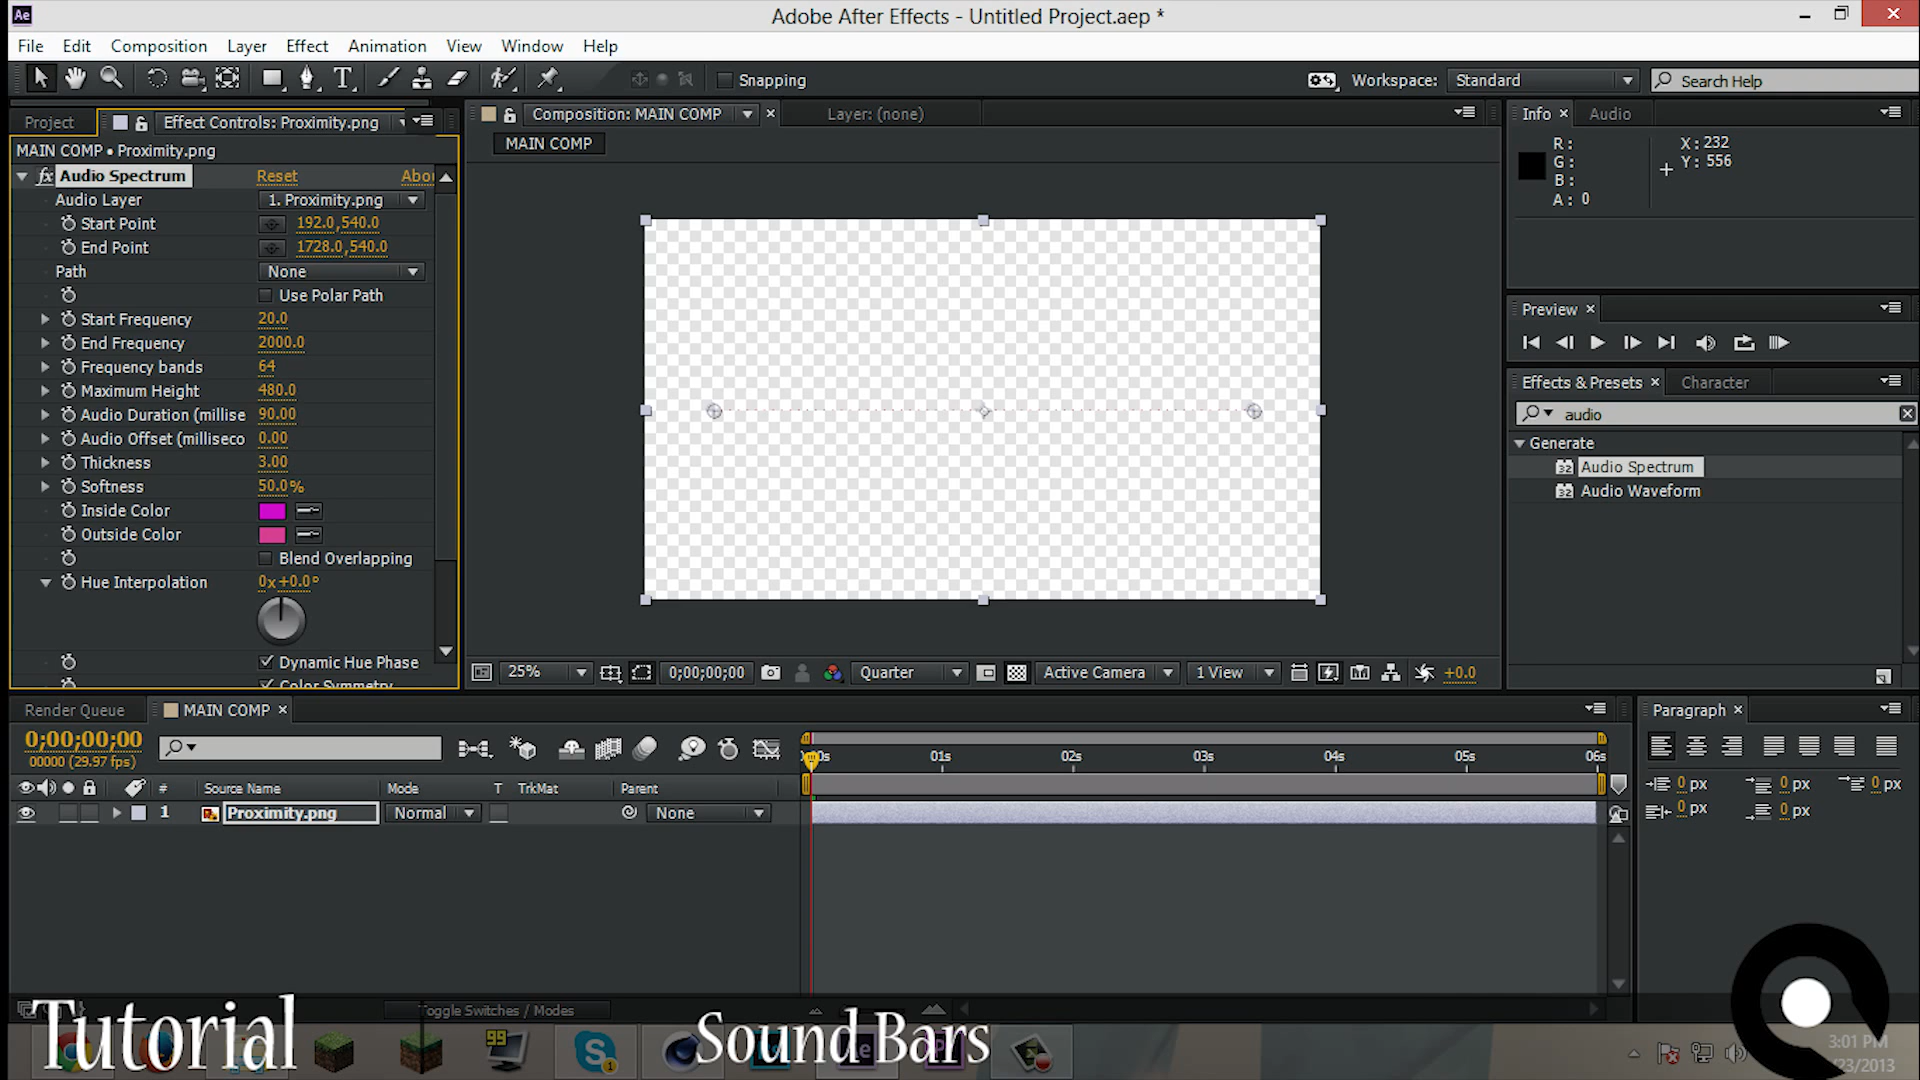 Ae
Adobe After Effects - Untitled Project.aep *
File Edit Composition Layer Effect Animation View Window Help
T Snapping Workspace: Standard Search Help
Project Effect Controls: Proximity.png Composition: MAIN COMP × Layer: (none) Info × Audio
MAIN COMP • Proximity.png
MAIN COMP
R: X: 232
G: Y: 556
B:
A: 0
fx Audio Spectrum Reset Abou
Audio Layer 1. Proximity.png
Start Point 192.0,540.0
End Point 1728.0,540.0
Path None
Use Polar Path
Start Frequency 20.0
End Frequency 2000.0
Frequency bands 64
Maximum Height 480.0
Audio Duration (millise 90.00
Audio Offset (milliseco 0.00
Thickness 3.00
Softness 50.0%
Inside Color
Outside Color
Blend Overlapping
Hue Interpolation 0x+0.0°
Dynamic Hue Phase
Color Symmetry
Preview ×
Effects & Presets × Character
audio
Generate
32 Audio Spectrum
32 Audio Waveform
25% 0;00;00;00 Quarter Active Camera 1 View +0.0
Render Queue MAIN COMP ×
Paragraph ×
0;00;00;00
00000 (29.97 fps)
01s 02s 03s 04s 05s 06s
# Source Name Mode T TrkMat Parent
1 Proximity.png Normal None
0 px 0 px 0 px
0 px 0 px
Toggle Switches / Modes
Tutorial
Sound Bars
99
S
1
3:01 PM
/23/2013